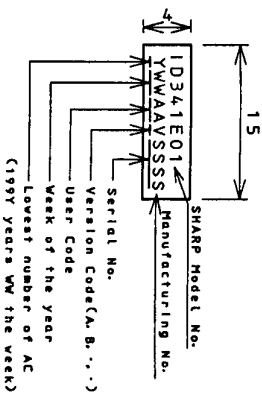 4
15
ID341E01
YWWAAVSSSS
SHARP Model No.
Manufacturing No.
Serial No.
Version Code(A. B. ・, ・)
User Code
Week of the year
Lowest number of AC
(199Y years WW the week)